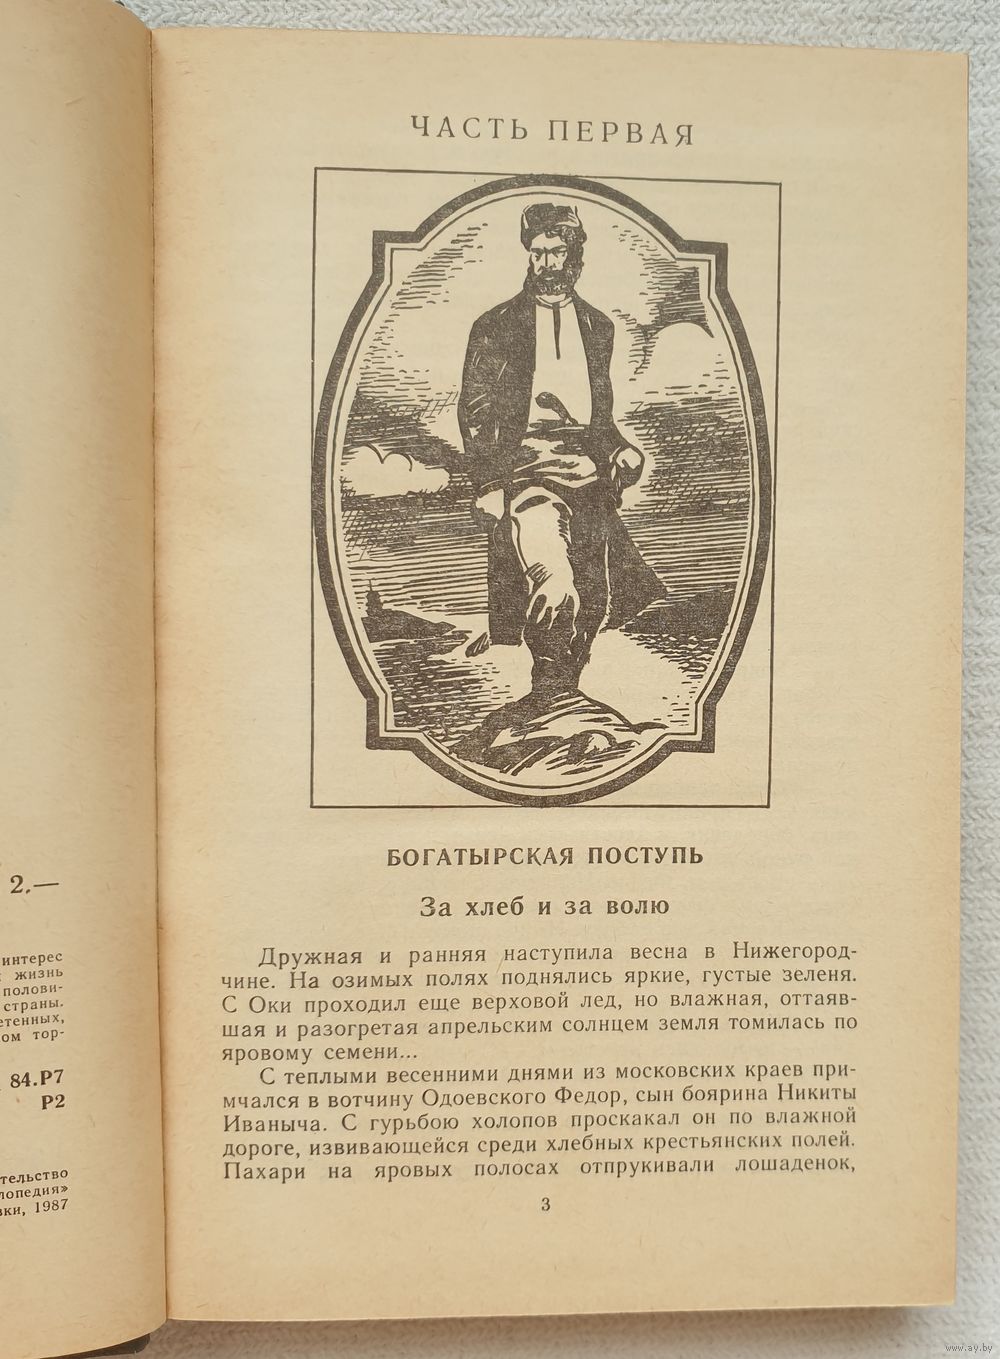 2.—
интерес
жизнь
полови-
страны.
етенных,
ом тор-
84.Р7
Р2
тельство
лопедия»
вки, 1987
ЧАСТЬ ПЕРВАЯ
БОГАТЫРСКАЯ ПОСТУПЬ
За хлеб и за волю
Дружная и ранняя наступила весна в Нижегород-
чине. На озимых полях поднялись яркие, густые зеленя.
С Оки проходил еще верховой лед, но влажная, оттаяв-
шая и разогретая апрельским солнцем земля томилась по
яровому семени...
С теплыми весенними днями из московских краев при-
мчался в вотчину Одоевского Федор, сын боярина Никиты
Иваныча. С гурьбою холопов проскакал он по влажной
дороге, извивающейся среди хлебных крестьянских полей.
Пахари на яровых полосах отпрукивали лошаденок,
3
www.ay.by